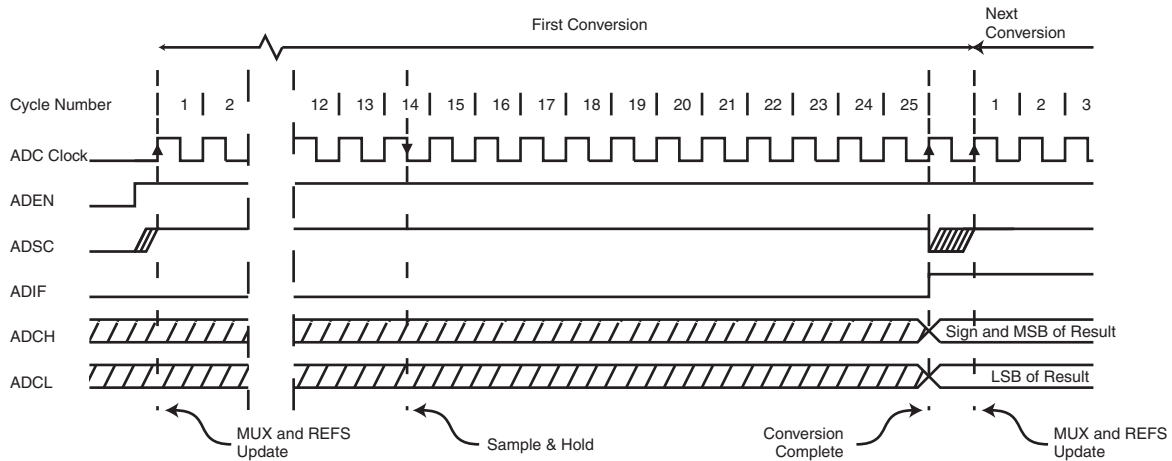 First Conversion
Next
Conversion
Cycle Number 1 2 12 13 14 15 16 17 18 19 20 21 22 23 24 25 1 2 3
ADC Clock
ADEN
ADSC
ADIF
ADCH Sign and MSB of Result
ADCL LSB of Result
MUX and REFS
Update
Sample & Hold
Conversion
Complete
MUX and REFS
Update